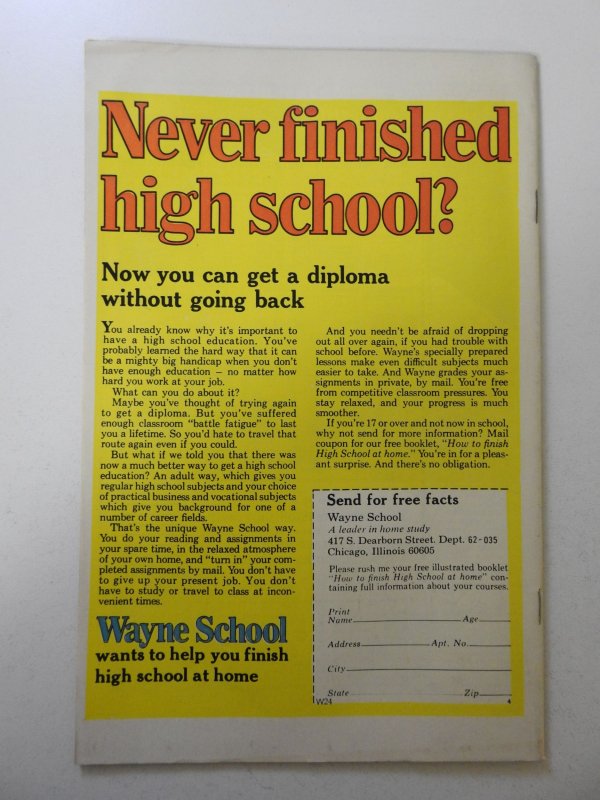 Never finished
high school?
Now you can get a diploma
without going back
You already know why it's important to
have a high school education. You've
probably learned the hard way that it can
be a mighty big handicap when you don't
have enough education — no matter how
hard you work at your job.
What can you do about it?
Maybe you've thought of trying again
to get a diploma. But you've suffered
enough classroom "battle fatigue" to last
you a lifetime. So you'd hate to travel that
route again even if you could.
But what if we told you that there was
now a much better way to get a high school
education? An adult way, which gives you
regular high school subjects and your choice
of practical business and vocational subjects
which give you background for one of a
number of career fields.
That's the unique Wayne School way.
You do your reading and assignments in
your spare time, in the relaxed atmosphere
of your own home, and "turn in" your com-
pleted assignments by mail. You don't have
to give up your present job. You don't
have to study or travel to class at incon-
venient times.
Wayne School
wants to help you finish
high school at home
And you needn't be afraid of dropping
out all over again, if you had trouble with
school before. Wayne's specially prepared
lessons make even difficult subjects much
easier to take. And Wayne grades your as-
signments in private, by mail. You're free
from competitive classroom pressures. You
stay relaxed, and your progress is much
smoother.
If you're 17 or over and not now in school,
why not send for more information? Mail
coupon for our free booklet, "How to finish
High School at home." You're in for a pleas-
ant surprise. And there's no obligation.
Send for free facts
Wayne School
A leader in home study
417 S. Dearborn Street. Dept. 62-035
Chicago, Illinois 60605
Please rush me your free illustrated booklet
"How to finish High School at home" con-
taining full information about your courses.
Print
Name Age
Address Apt. No.
City
State Zip
W24 4